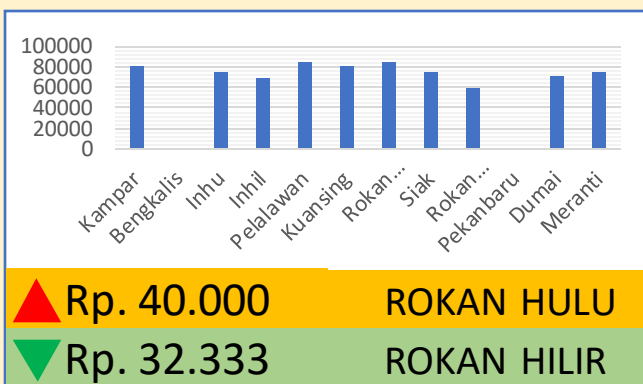 100000
80000
60000
40000
20000
0
Kampar
Bengkalis
Inhu
Inhil
Pelalawan
Kuansing
Rokan...
Siak
Rokan...
Pekanbaru
Dumai
Meranti
Rp. 40.000 ROKAN HULU
Rp. 32.333 ROKAN HILIR